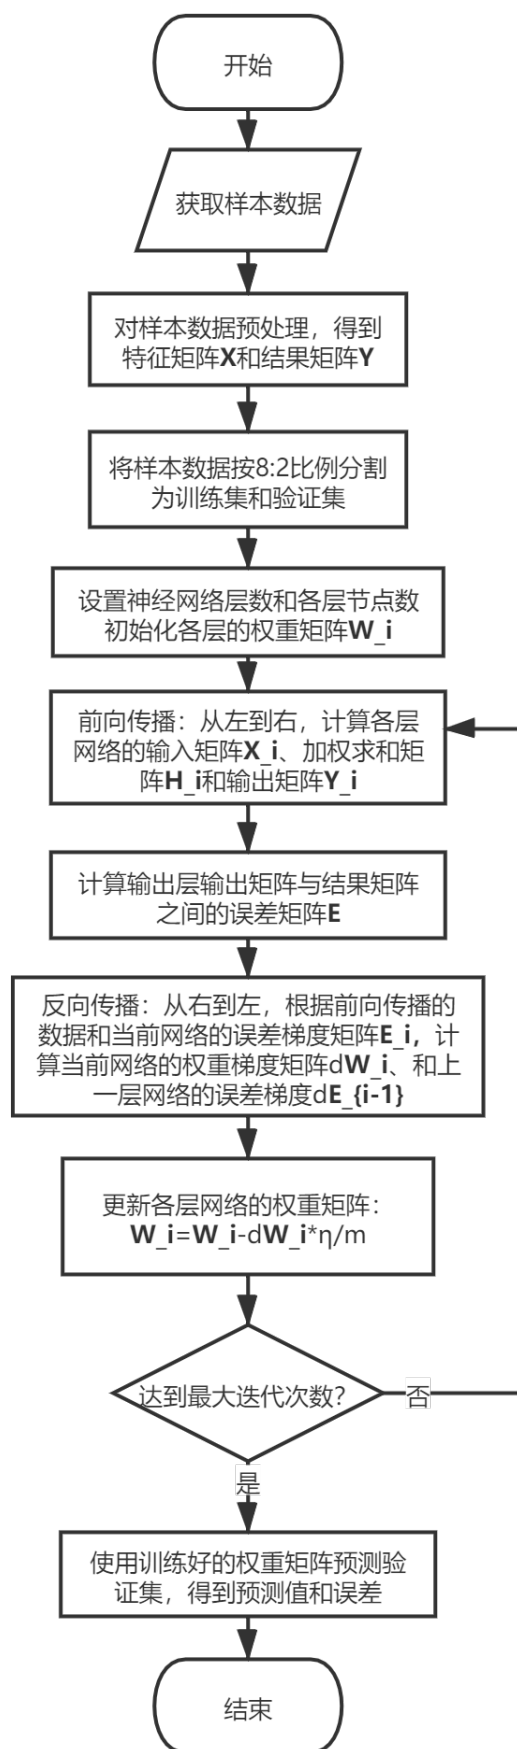 开始
获取样本数据
对样本数据预处理，得到
特征矩阵X和结果矩阵Y
将样本数据按8:2比例分割
为训练集和验证集
设置神经网络层数和各层节点数
初始化各层的权重矩阵W_i
前向传播：从左到右，计算各层
网络的输入矩阵X_i、加权求和矩
阵H_i和输出矩阵Y_i
计算输出层输出矩阵与结果矩阵
之间的误差矩阵E
反向传播：从右到左，根据前向传播的
数据和当前网络的误差梯度矩阵E_i，计
算当前网络的权重梯度矩阵dW_i、和上
一层网络的误差梯度dE_{i-1}
更新各层网络的权重矩阵：
W_i=W_i-dW_i*η/m
达到最大迭代次数？
否
是
使用训练好的权重矩阵预测验
证集，得到预测值和误差
结束